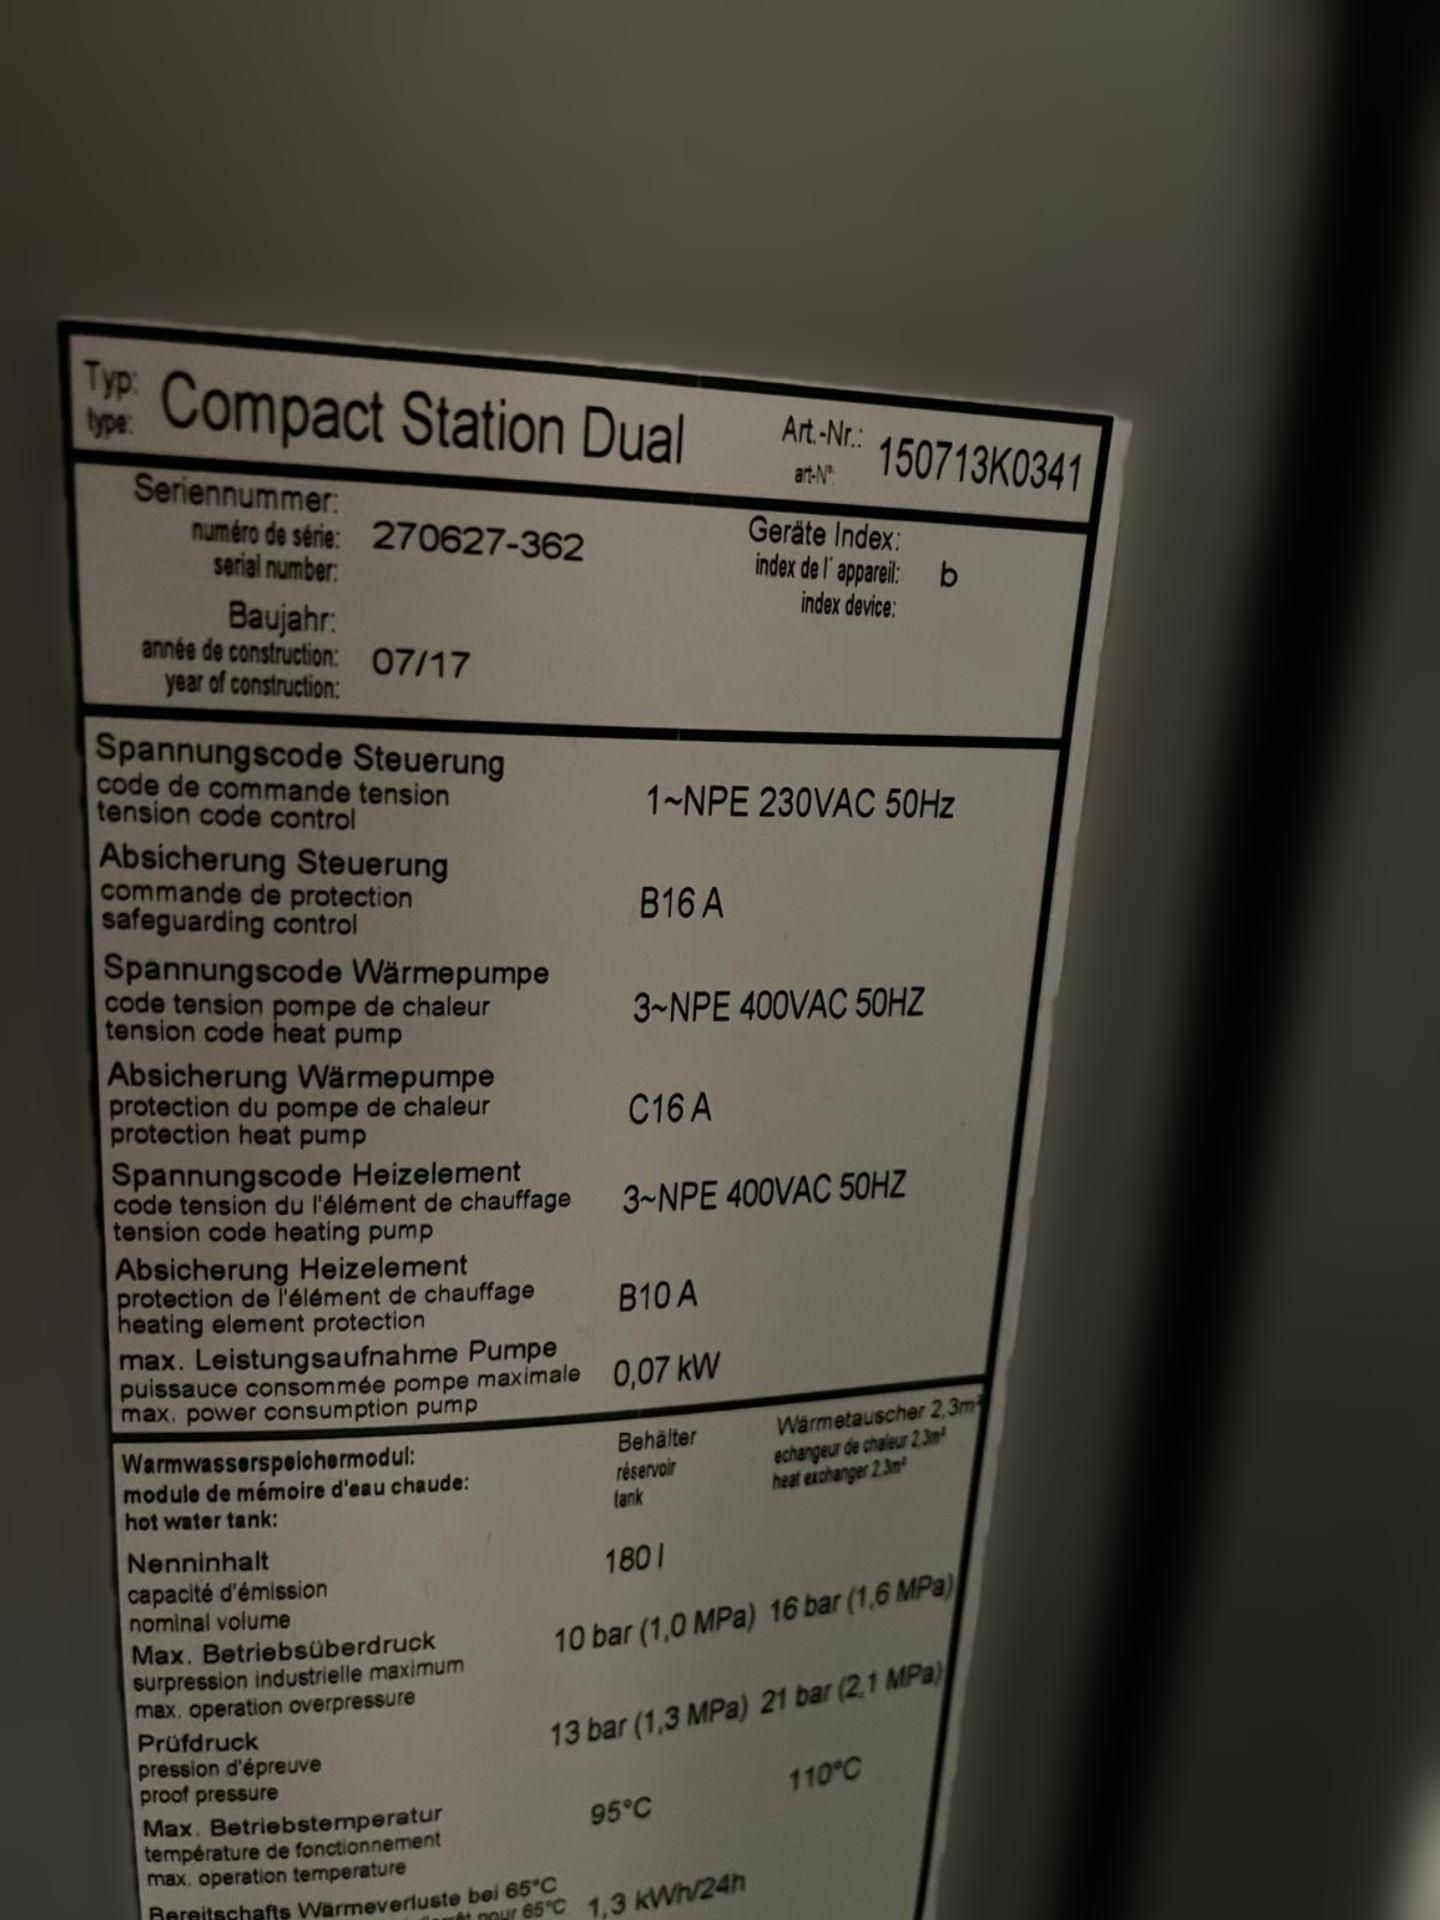 Typ: Compact Station Dual Art.-Nr.: 150713K0341
type: art-N°:
Seriennummer: Geräte Index:
numéro de série: 270627-362 index de l´ appareil: b
serial number: index device:
Baujahr:
année de construction: 07/17
year of construction:
Spannungscode Steuerung
code de commande tension 1~NPE 230VAC 50Hz
tension code control
Absicherung Steuerung
commande de protection B16 A
safeguarding control
Spannungscode Wärmepumpe
code tension pompe de chaleur 3~NPE 400VAC 50HZ
tension code heat pump
Absicherung Wärmepumpe
protection du pompe de chaleur C16 A
protection heat pump
Spannungscode Heizelement
code tension du l'élément de chauffage 3~NPE 400VAC 50HZ
tension code heating pump
Absicherung Heizelement
protection de l'élément de chauffage B10 A
heating element protection
max. Leistungsaufnahme Pumpe
puissauce consommée pompe maximale 0,07 kW
max. power consumption pump
Warmwasserspeichermodul: Behälter Wärmetauscher 2,3m²
module de mémoire d'eau chaude: réservoir echangeur de chaleur 2,3m²
hot water tank: tank heat exchanger 2,3m²
Nenninhalt 180 l
capacité d'émission
nominal volume
Max. Betriebsüberdruck 10 bar (1,0 MPa) 16 bar (1,6 MPa)
surpression industrielle maximum
max. operation overpressure
Prüfdruck 13 bar (1,3 MPa) 21 bar (2,1 MPa)
pression d'épreuve
proof pressure
Max. Betriebstemperatur 95°C 110°C
température de fonctionnement
max. operation temperature
Bereitschafts Wärmeverluste bei 65°C 1,3 kWh/24h
pour 65°C